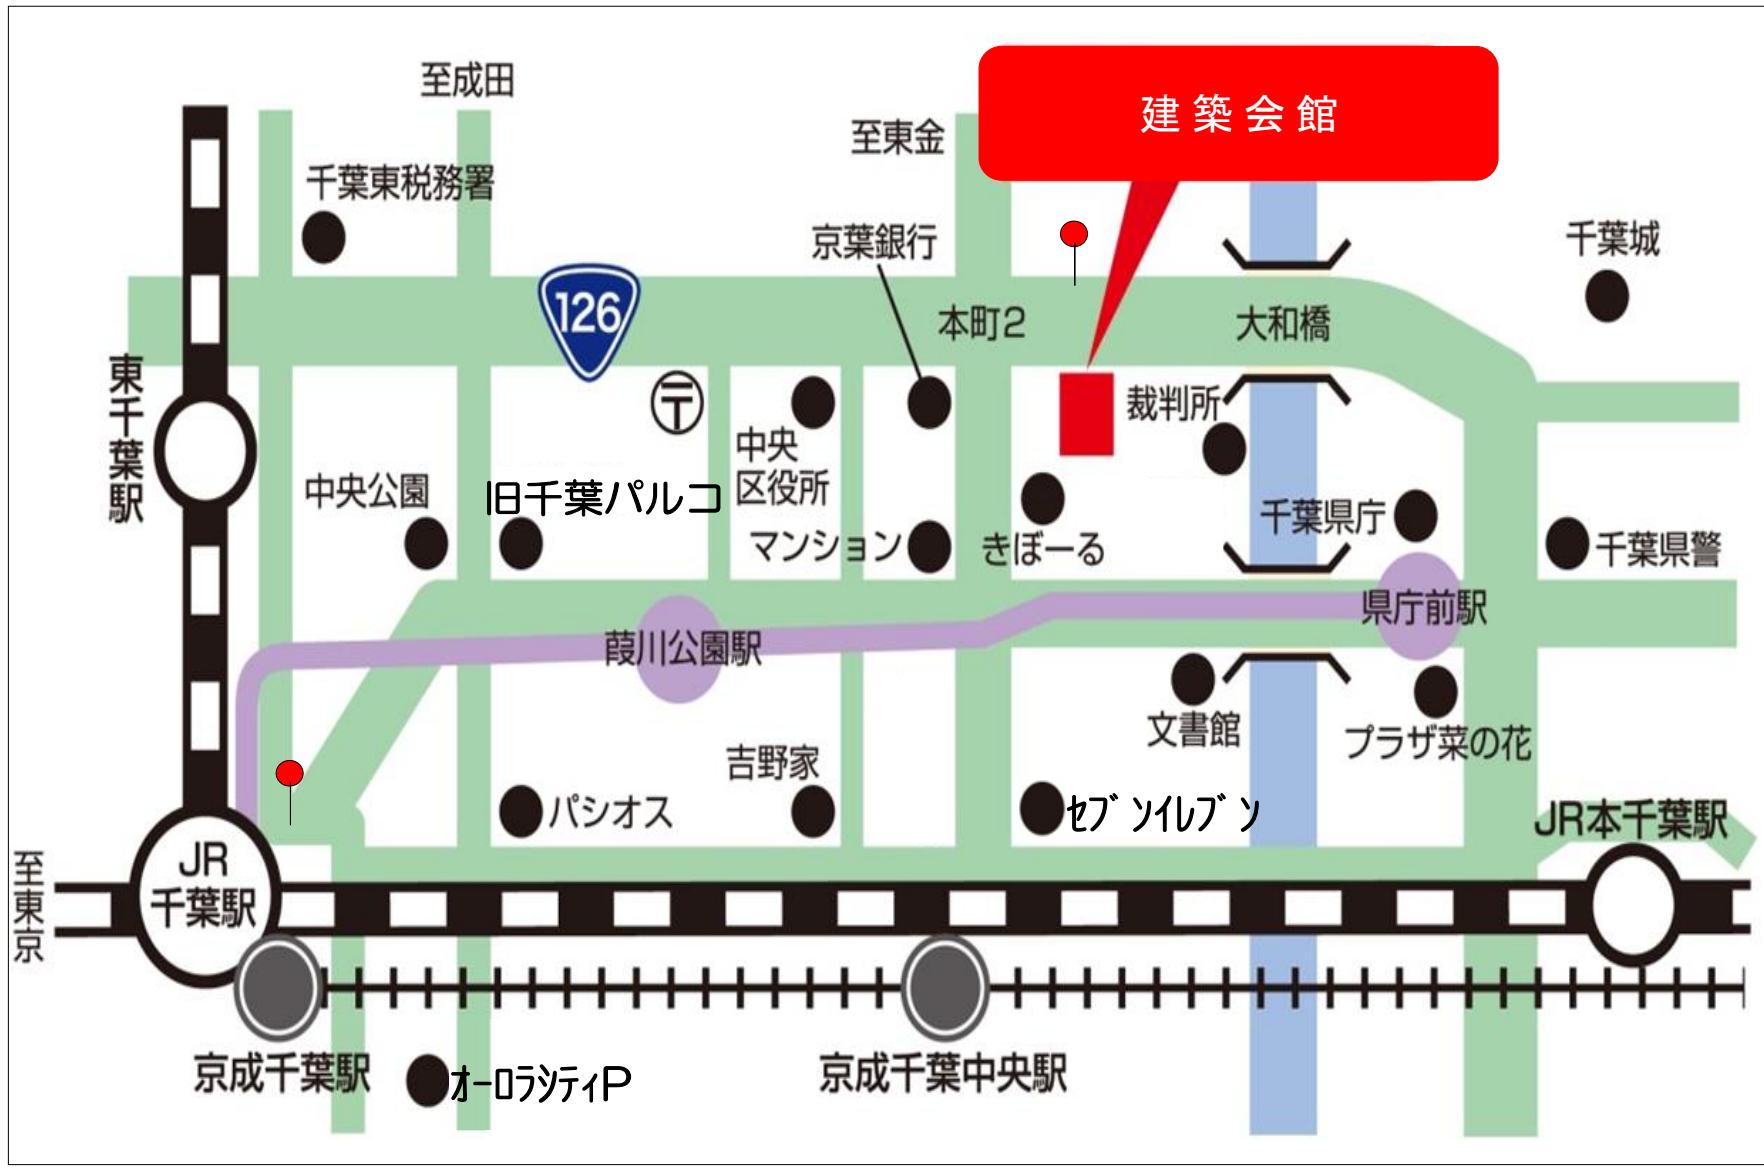 至成田
建築会館
至東金
千葉東税務署
京葉銀行
千葉城
126
本町2
大和橋
東千葉駅
〒
裁判所
中央
区役所
中央公園
旧千葉パルコ
千葉県庁
マンション
きぼーる
千葉県警
県庁前駅
葭川公園駅
文書館
プラザ菜の花
吉野家
パシオス
ｾﾌﾞﾝｲﾚﾌﾞﾝ
JR本千葉駅
JR
千葉駅
至東京
京成千葉駅
ｵｰﾛﾗｼﾃｨP
京成千葉中央駅